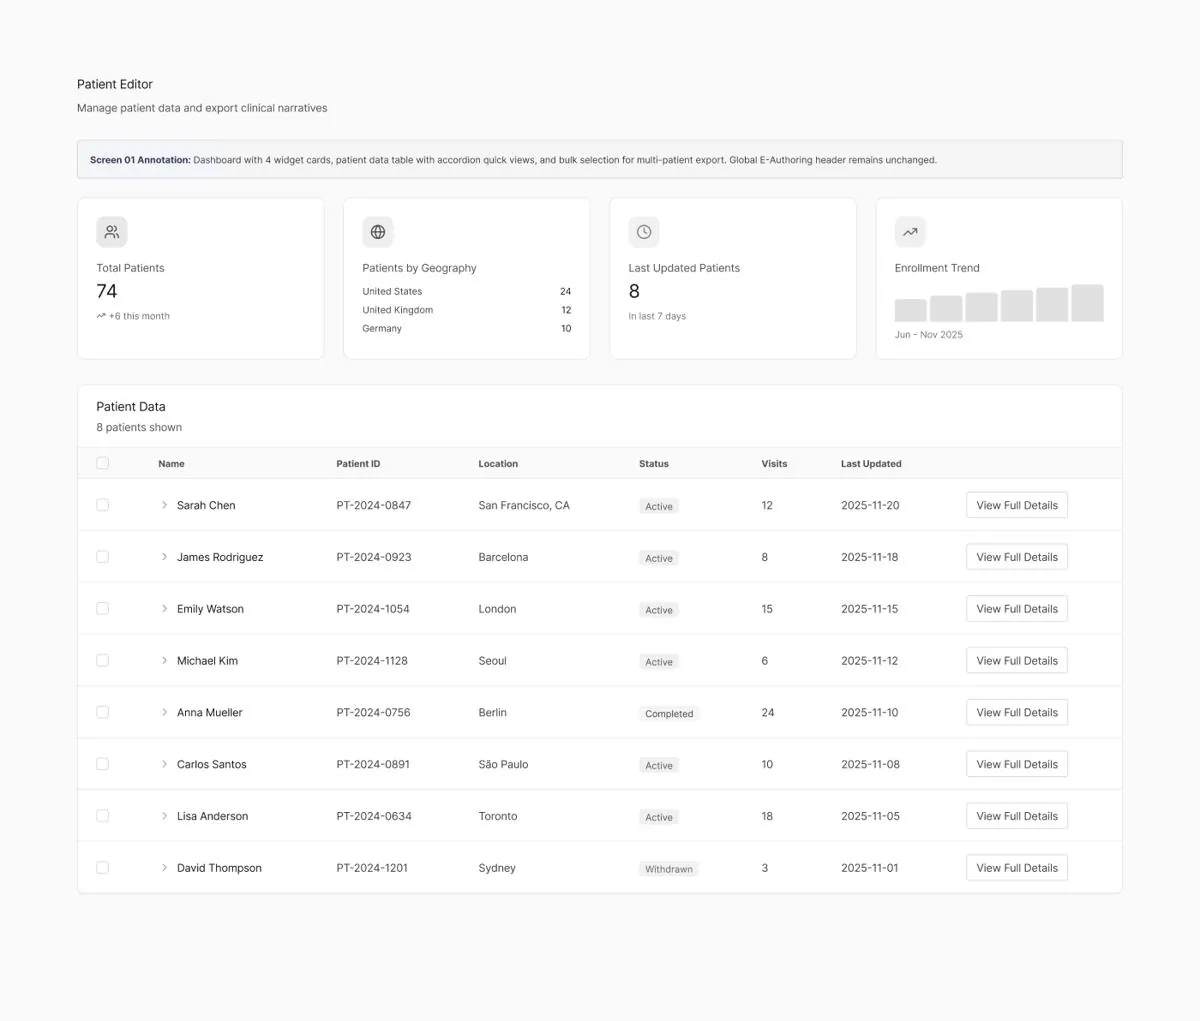 Patient Editor
Manage patient data and export clinical narratives
Screen 01 Annotation: Dashboard with 4 widget cards, patient data table with accordion quick views, and bulk selection for multi-patient export. Global E-Authoring header remains unchanged.
Total Patients
74
+6 this month
Patients by Geography
United States 24
United Kingdom 12
Germany 10
Last Updated Patients
8
In last 7 days
Enrollment Trend
Jun - Nov 2025
Patient Data
8 patients shown
Name Patient ID Location Status Visits Last Updated
Sarah Chen PT-2024-0847 San Francisco, CA Active 12 2025-11-20 View Full Details
James Rodriguez PT-2024-0923 Barcelona Active 8 2025-11-18 View Full Details
Emily Watson PT-2024-1054 London Active 15 2025-11-15 View Full Details
Michael Kim PT-2024-1128 Seoul Active 6 2025-11-12 View Full Details
Anna Mueller PT-2024-0756 Berlin Completed 24 2025-11-10 View Full Details
Carlos Santos PT-2024-0891 São Paulo Active 10 2025-11-08 View Full Details
Lisa Anderson PT-2024-0634 Toronto Active 18 2025-11-05 View Full Details
David Thompson PT-2024-1201 Sydney Withdrawn 3 2025-11-01 View Full Details